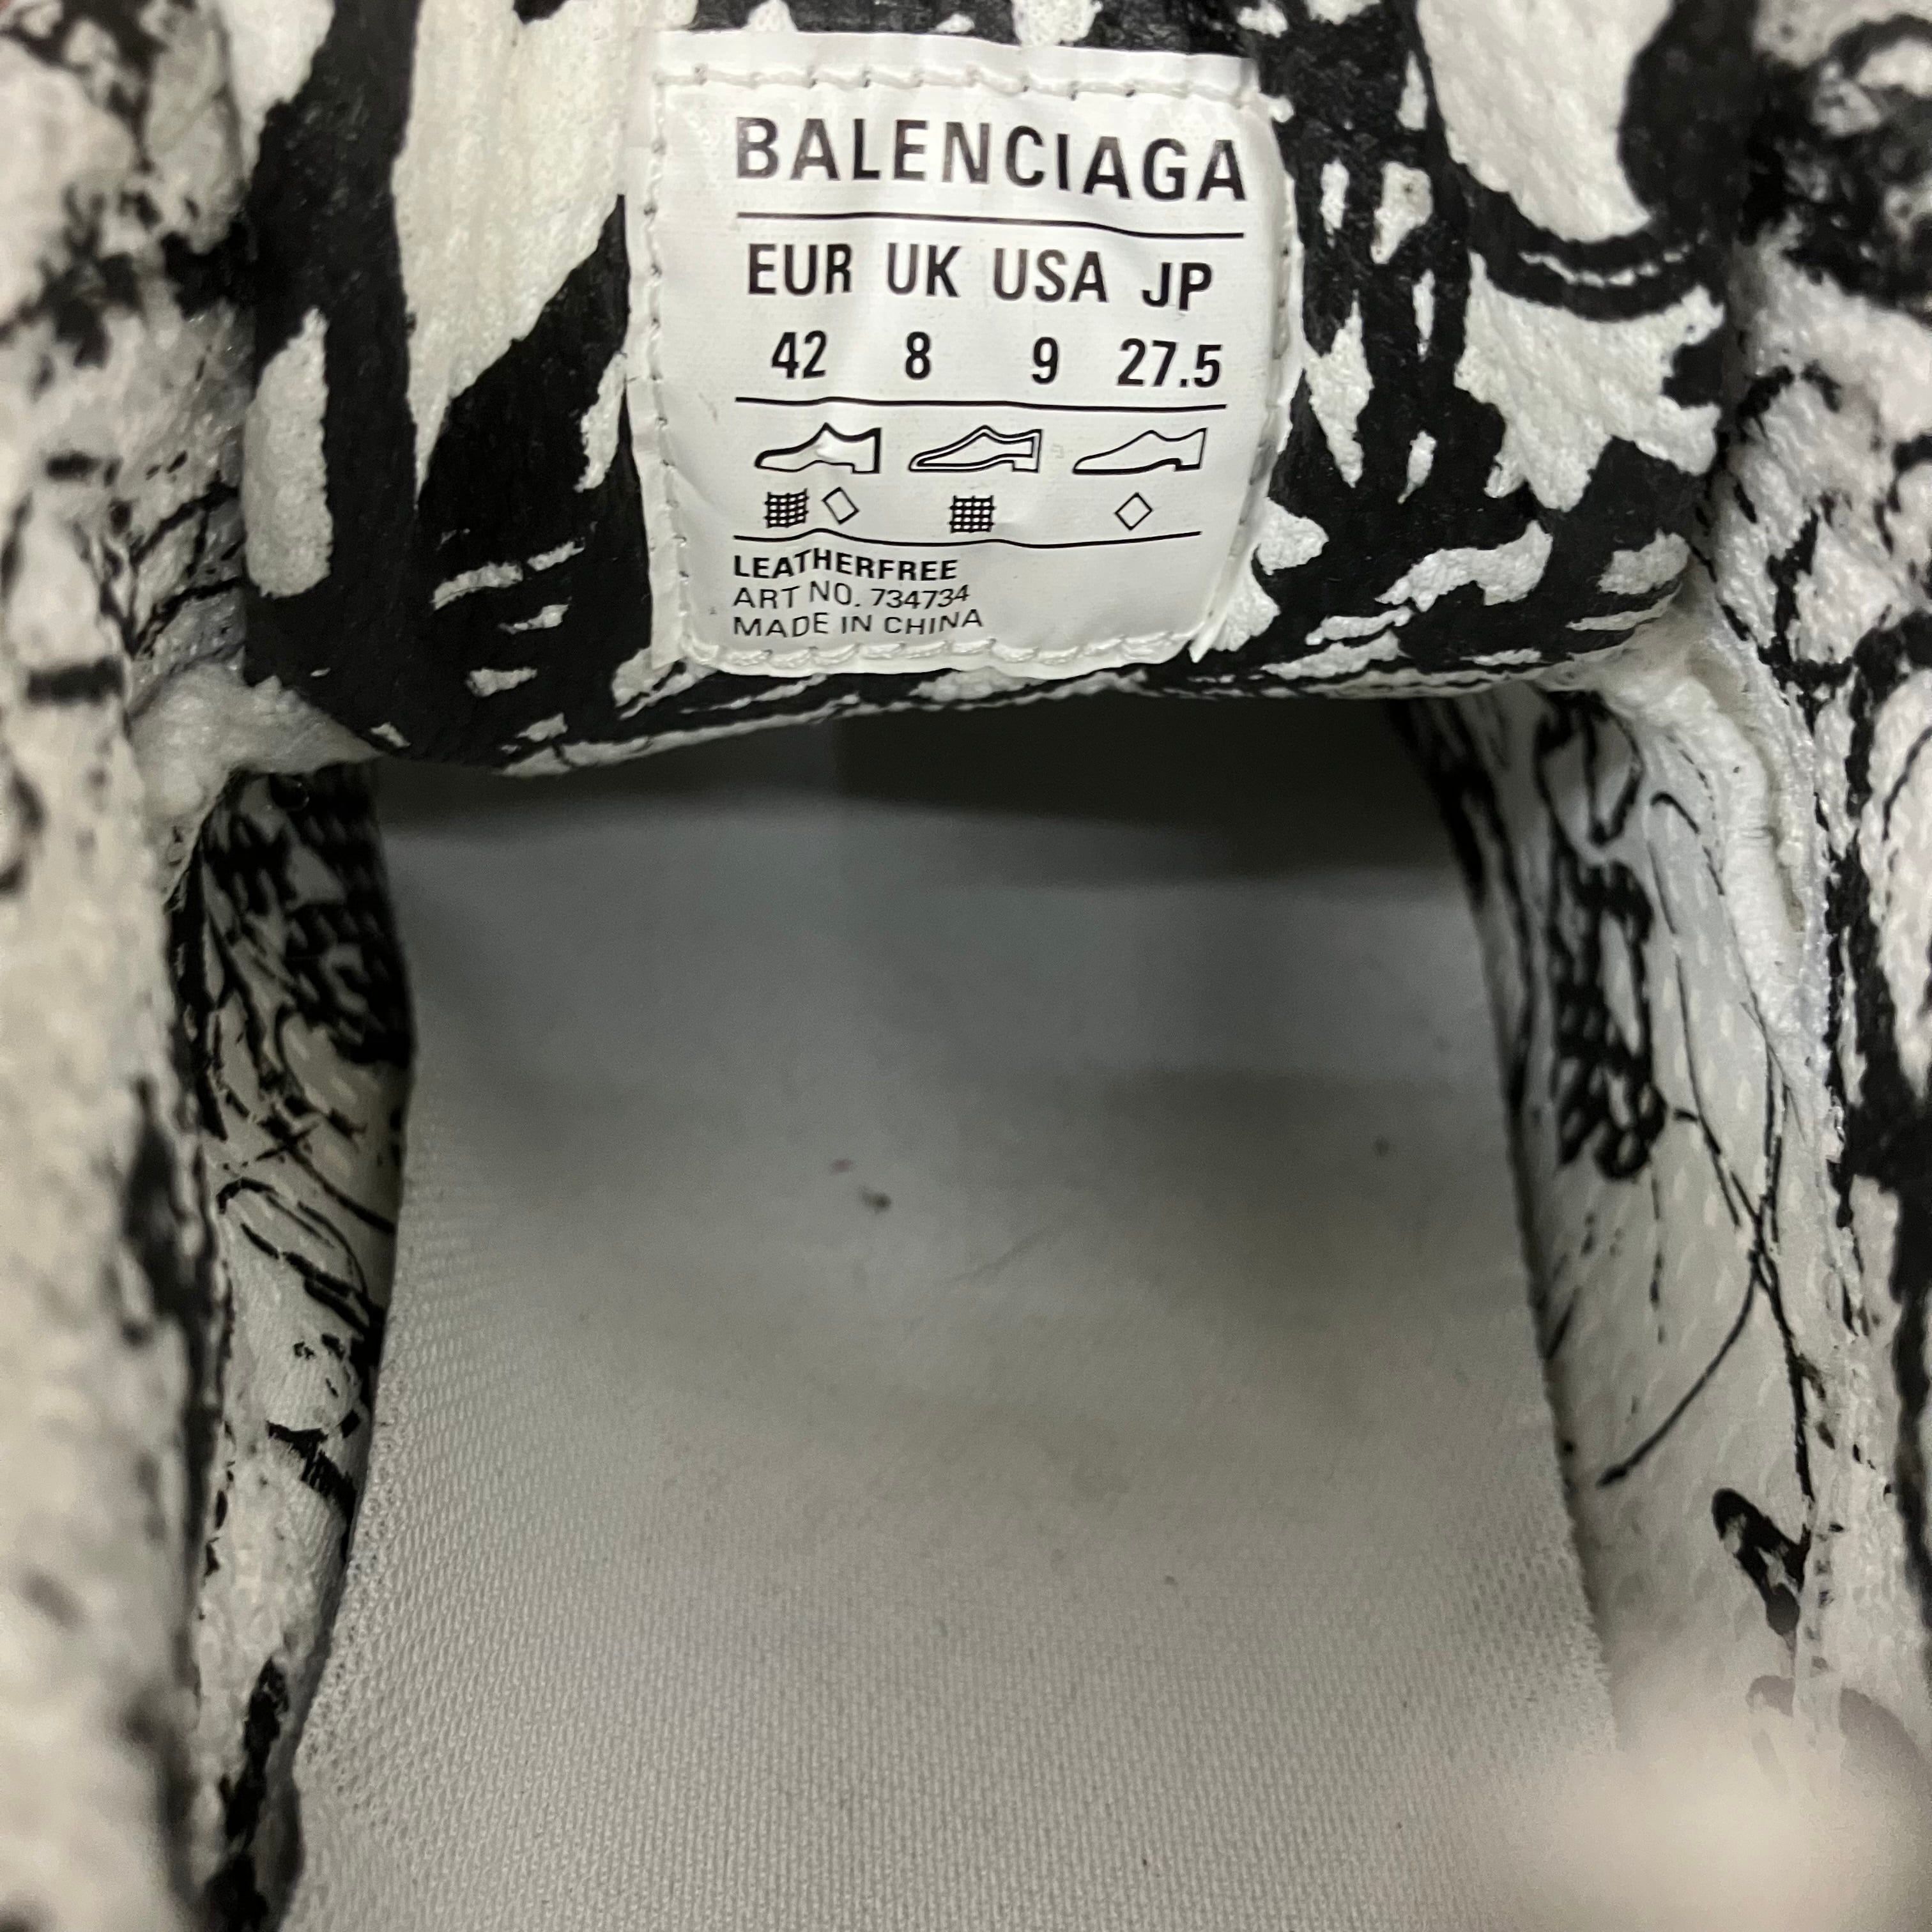 BALENCIAGA
EUR UK USA JP
42 8 9 27.5
LEATHERFREE
ART NO. 734734
MADE IN CHINA